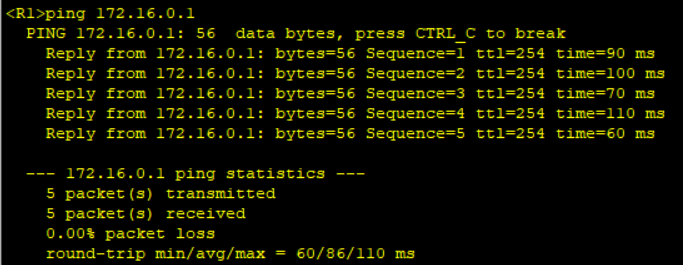 <R1>ping 172.16.0.1
PING 172.16.0.1: 56  data bytes, press CTRL_C to break
Reply from 172.16.0.1: bytes=56 Sequence=1 ttl=254 time=90 ms
Reply from 172.16.0.1: bytes=56 Sequence=2 ttl=254 time=100 ms
Reply from 172.16.0.1: bytes=56 Sequence=3 ttl=254 time=70 ms
Reply from 172.16.0.1: bytes=56 Sequence=4 ttl=254 time=110 ms
Reply from 172.16.0.1: bytes=56 Sequence=5 ttl=254 time=60 ms
--- 172.16.0.1 ping statistics ---
5 packet(s) transmitted
5 packet(s) received
0.00% packet loss
round-trip min/avg/max = 60/86/110 ms